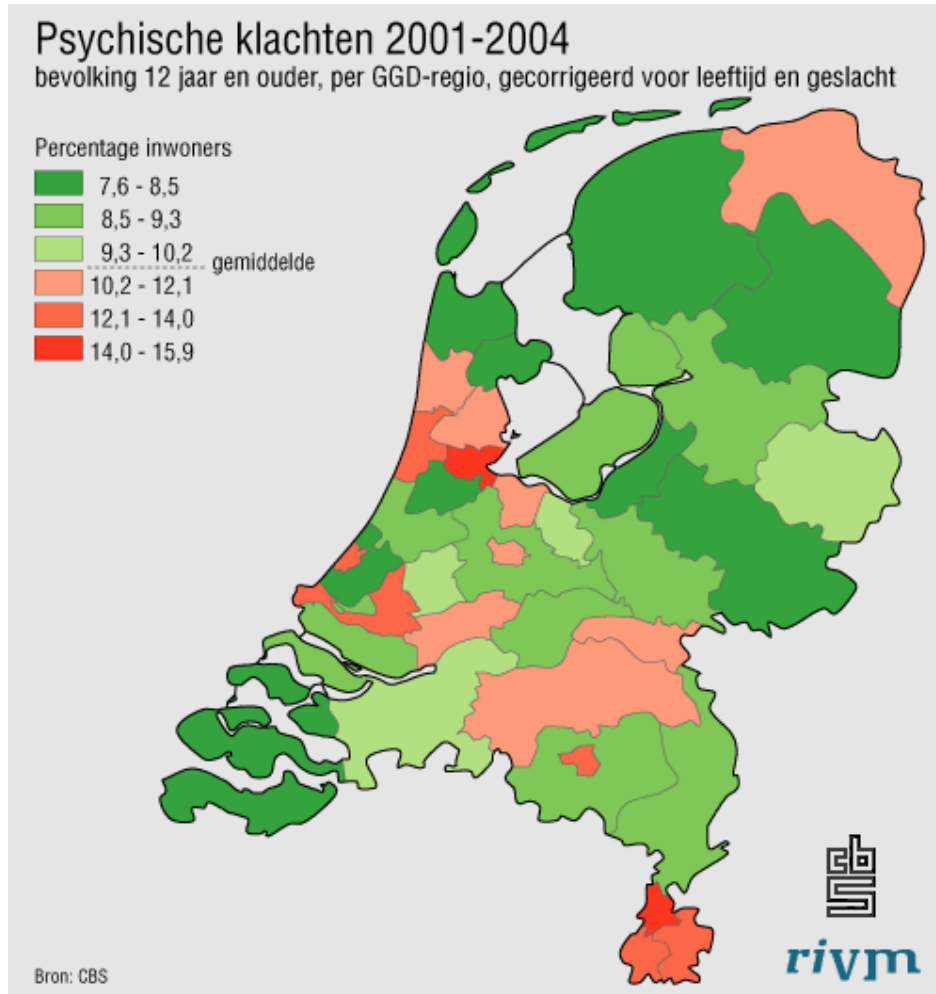 Psychische klachten 2001-2004
bevolking 12 jaar en ouder, per GGD-regio, gecorrigeerd voor leeftijd en geslacht
Percentage inwoners
7,6 - 8,5
8,5 - 9,3
9,3 - 10,2
gemiddelde
10,2 - 12,1
12,1 - 14,0
14,0 - 15,9
cbs
rivm
Bron: CBS